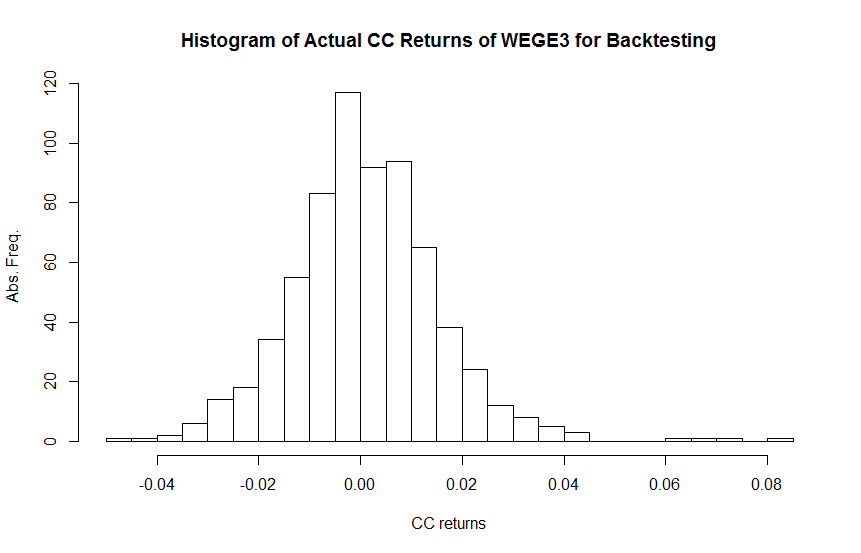 Histogram of Actual CC Returns of WEGE3 for Backtesting
Abs. Freq.
120
100
80
60
40
20
0
-0.04 -0.02 0.00 0.02 0.04 0.06 0.08
CC returns